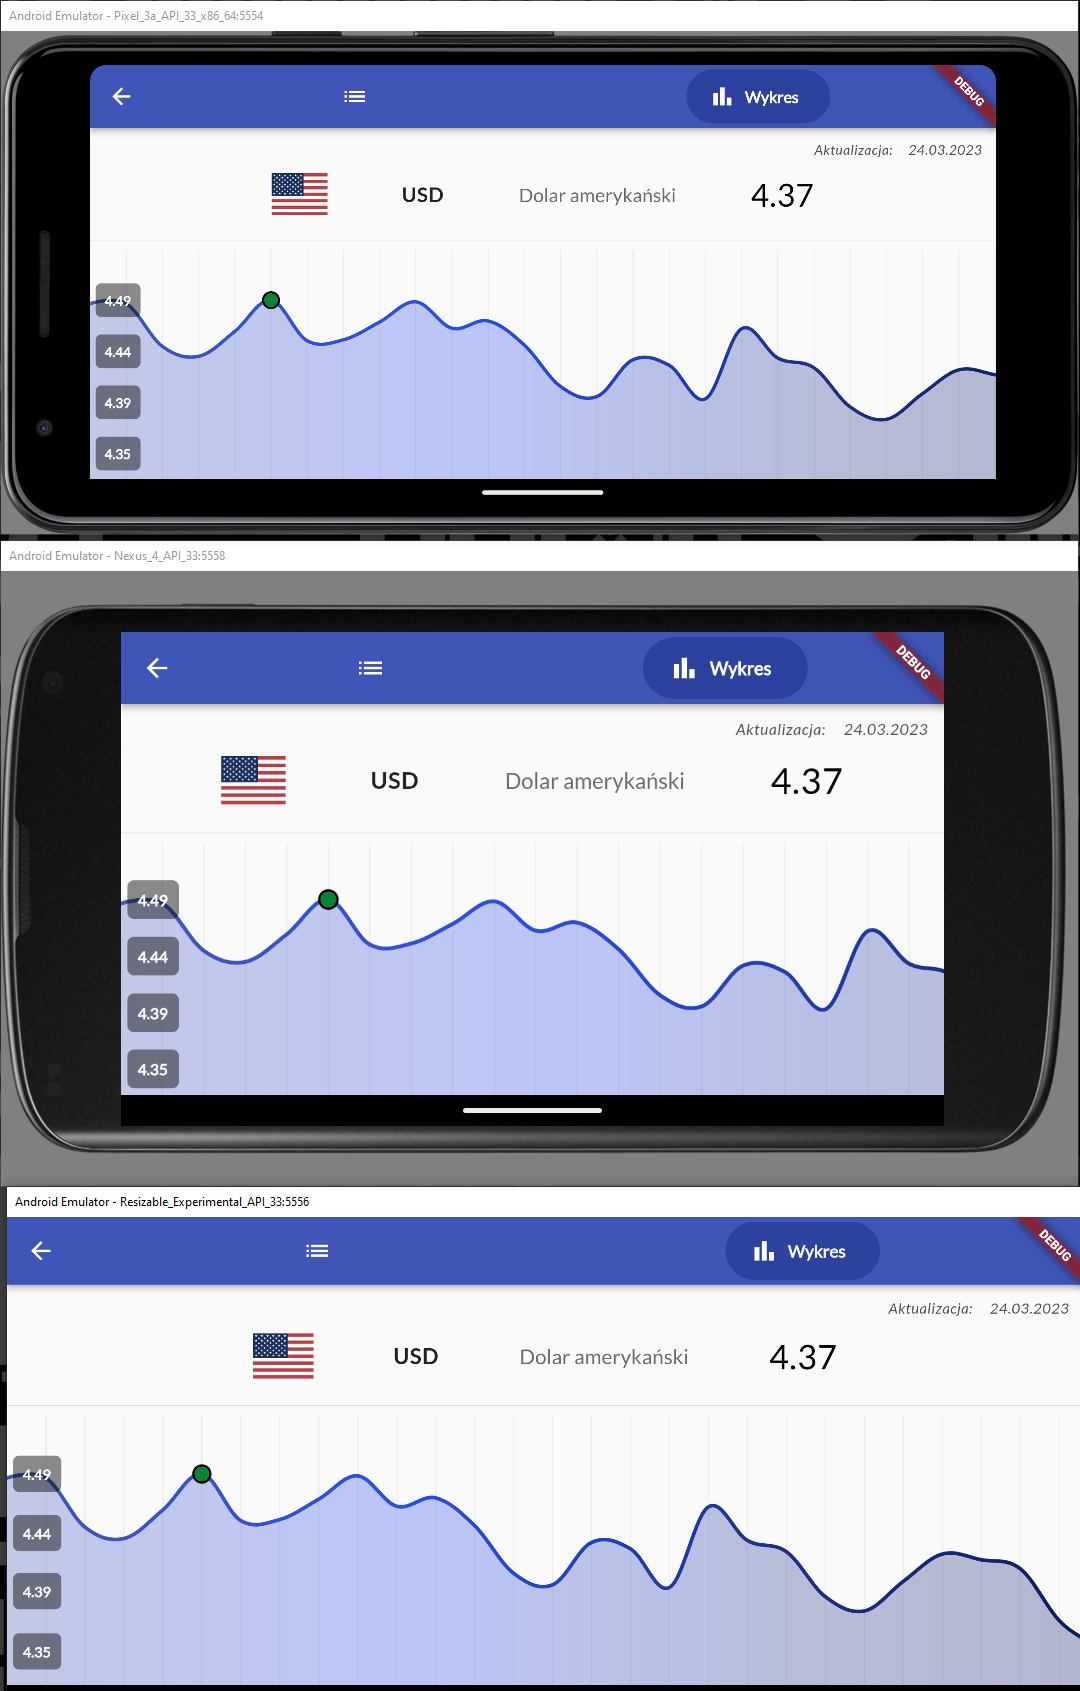 Android Emulator - Pixel_3a_API_33_x86_64:5554
Wykres
DEBUG
Aktualizacja: 24.03.2023
USD Dolar amerykański 4.37
4.49
4.44
4.39
4.35
Android Emulator - Nexus_4_API_33:5558
Wykres
DEBUG
Aktualizacja: 24.03.2023
USD Dolar amerykański 4.37
4.49
4.44
4.39
4.35
Android Emulator - Resizable_Experimental_API_33:5556
Wykres
DEBUG
Aktualizacja: 24.03.2023
USD Dolar amerykański 4.37
4.49
4.44
4.39
4.35